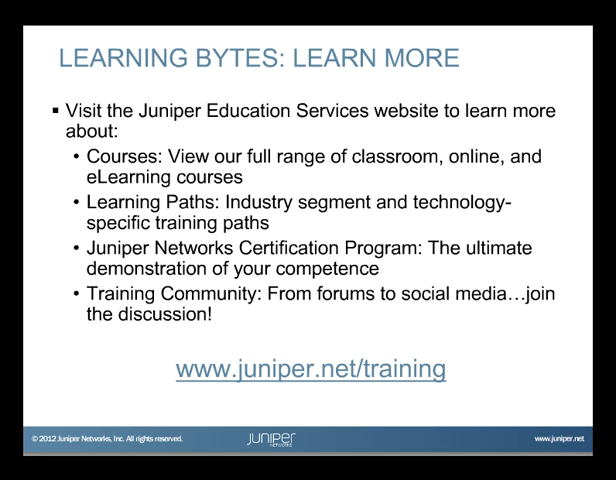 LEARNING BYTES: LEARN MORE
▪ Visit the Juniper Education Services website to learn more
about:
• Courses: View our full range of classroom, online, and
eLearning courses
• Learning Paths: Industry segment and technology-
specific training paths
• Juniper Networks Certification Program: The ultimate
demonstration of your competence
• Training Community: From forums to social media…join
the discussion!
www.juniper.net/training
© 2012 Juniper Networks, Inc. All rights reserved.
JUNIPER
NETWORKS
www.juniper.net